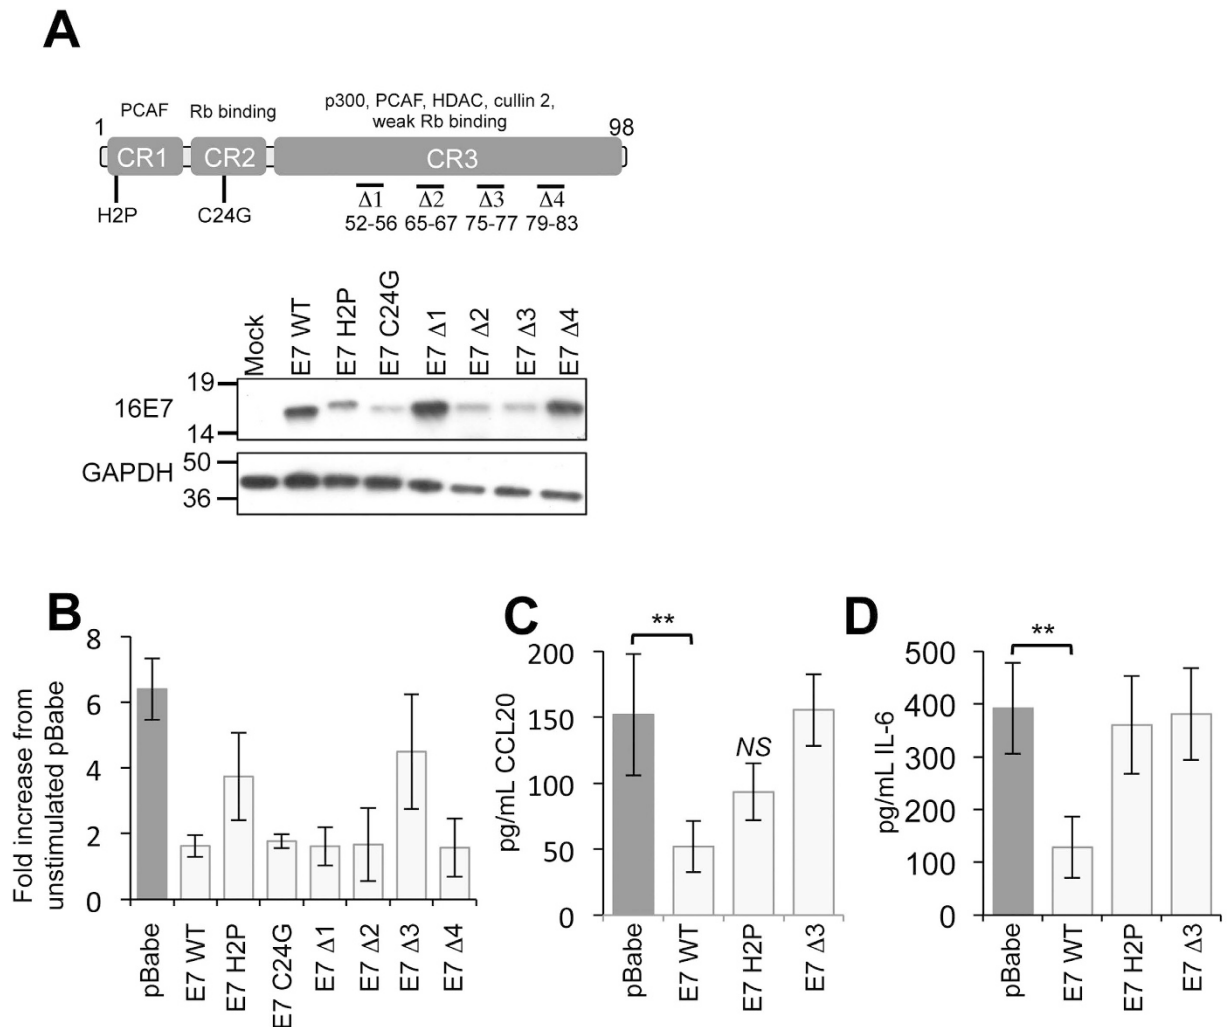 A
PCAF
Rb binding
p300, PCAF, HDAC, cullin 2,
weak Rb binding
1
98
CR1
CR2
CR3
H2P
C24G
Δ1
Δ2
Δ3
Δ4
52-56
65-67
75-77
79-83
Mock
E7 WT
E7 H2P
E7 C24G
E7 Δ1
E7 Δ2
E7 Δ3
E7 Δ4
16E7
19
14
GAPDH
50
36
B
Fold increase from
unstimulated pBabe
8
6
4
2
0
pBabe
E7 WT
E7 H2P
E7 C24G
E7 Δ1
E7 Δ2
E7 Δ3
E7 Δ4
C
**
pg/mL CCL20
200
150
100
50
0
NS
pBabe
E7 WT
E7 H2P
E7 Δ3
D
**
pg/mL IL-6
500
400
300
200
100
0
pBabe
E7 WT
E7 H2P
E7 Δ3